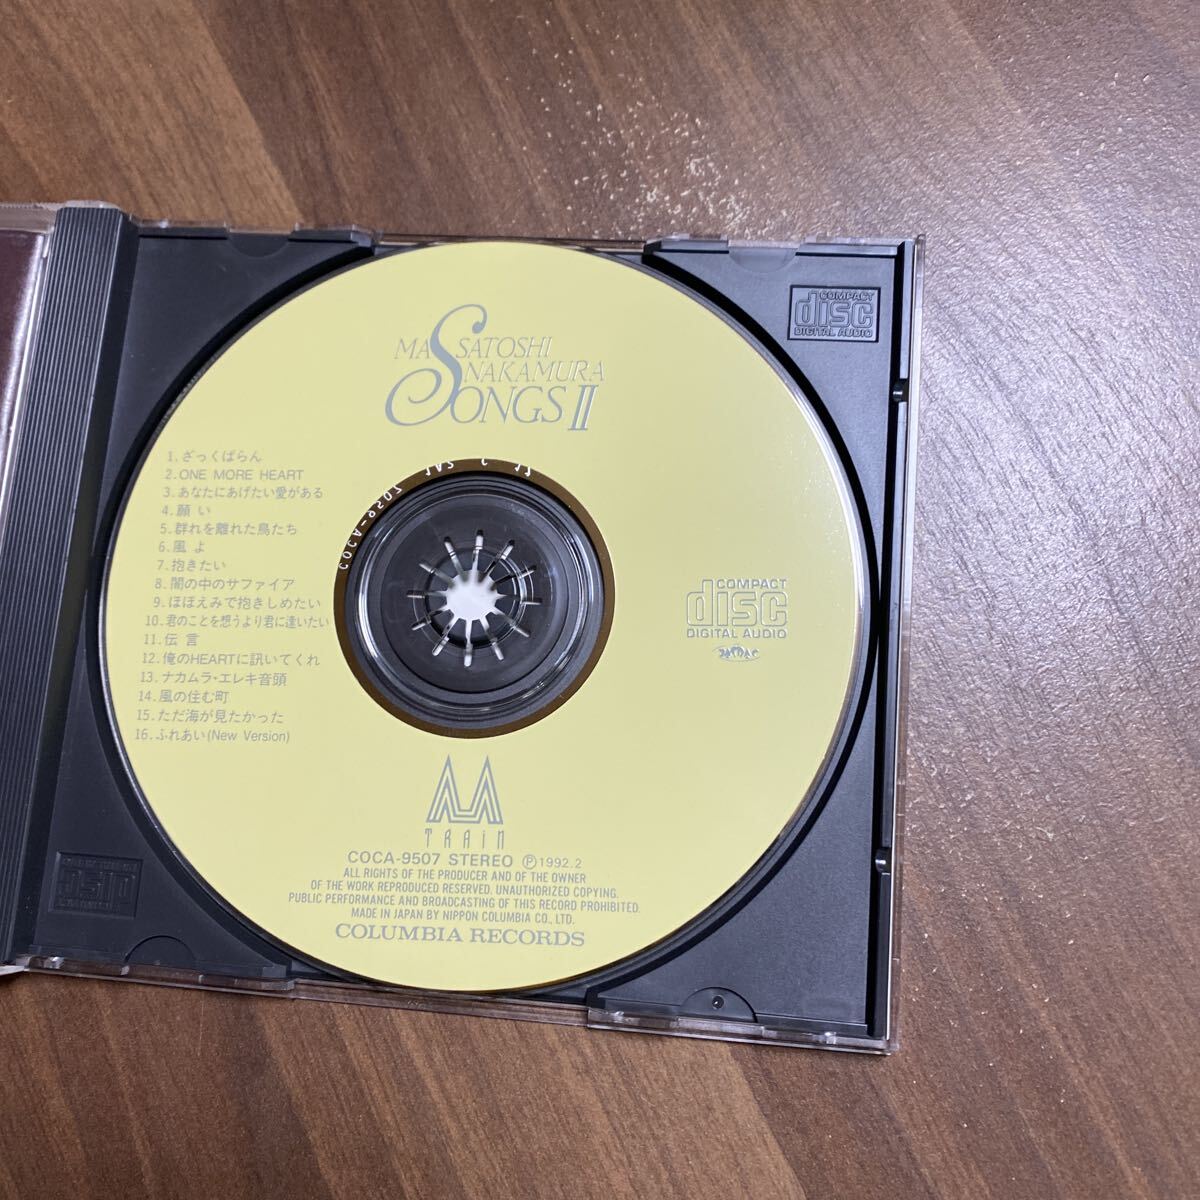 MASATOSHI
NAKAMURA
SONGS II
1.ざっくばらん
2.ONE MORE HEART
3.あなたにあげたい愛がある
4.願 い
5.群れを離れた鳥たち
6.風 よ
7.抱きたい
8.闇の中のサファイア
9.ほほえみで抱きしめたい
10.君のことを想うより君に逢いたい
11.伝 言
12.俺のHEARTに訊いてくれ
13.ナカムラ・エレキ音頭
14.風の住む町
15.ただ海が見たかった
16.ふれあい(New Version)
COCA-9507
COMPACT
disc
DIGITAL AUDIO
COMPACT
disc
DIGITAL AUDIO
TRAiN
COCA-9507 STEREO Ⓟ1992.2
ALL RIGHTS OF THE PRODUCER AND OF THE OWNER
OF THE WORK REPRODUCED RESERVED. UNAUTHORIZED COPYING,
PUBLIC PERFORMANCE AND BROADCASTING OF THIS RECORD PROHIBITED.
MADE IN JAPAN BY NIPPON COLUMBIA CO., LTD.
COLUMBIA RECORDS